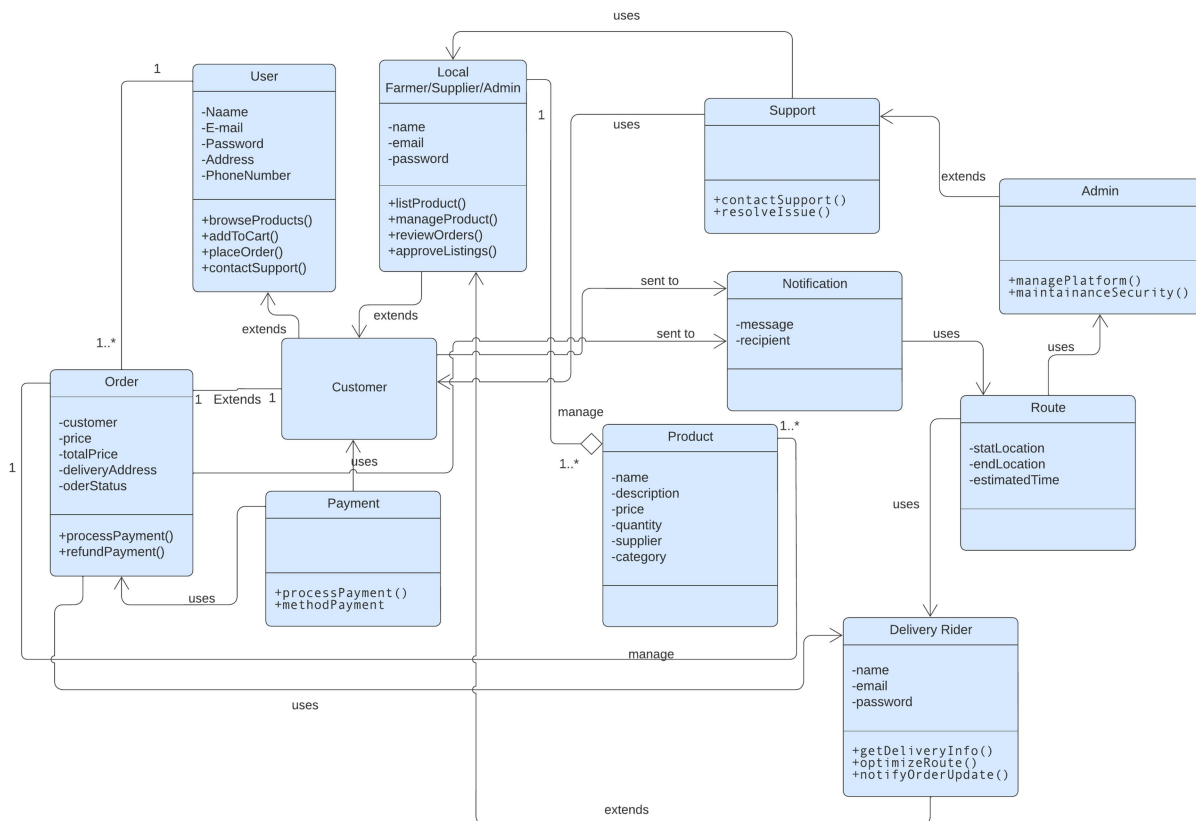 uses
1
User
-Naame
-E-mail
-Password
-Address
-PhoneNumber
+browseProducts()
+addToCart()
+placeOrder()
+contactSupport()
Local
Farmer/Supplier/Admin
-name
-email
-password
+listProduct()
+manageProduct()
+reviewOrders()
+approveListings()
1
uses
Support
+contactSupport()
+resolveIssue()
extends
Admin
+managePlatform()
+maintainanceSecurity()
extends
extends
sent to
sent to
Notification
-message
-recipient
uses
uses
1..*
Order
-customer
-price
-totalPrice
-deliveryAddress
-oderStatus
+processPayment()
+refundPayment()
1
Extends
1
Customer
manage
1..*
1..*
Product
-name
-description
-price
-quantity
-supplier
-category
Route
-statLocation
-endLocation
-estimatedTime
1
uses
Payment
+processPayment()
+methodPayment
uses
uses
manage
uses
Delivery Rider
-name
-email
-password
+getDeliveryInfo()
+optimizeRoute()
+notifyOrderUpdate()
extends